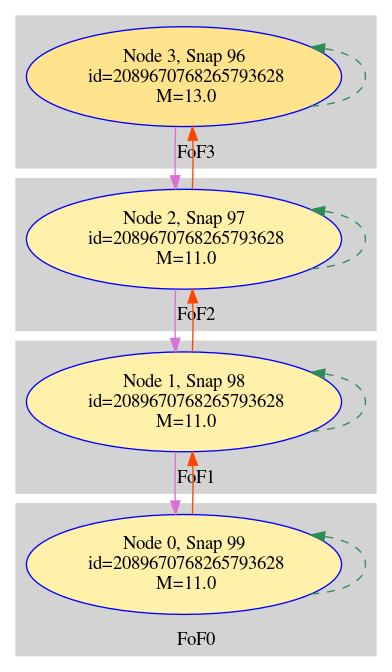 Node 3, Snap 96
id=2089670768265793628
M=13.0
FoF3
Node 2, Snap 97
id=2089670768265793628
M=11.0
FoF2
Node 1, Snap 98
id=2089670768265793628
M=11.0
FoF1
Node 0, Snap 99
id=2089670768265793628
M=11.0
FoF0